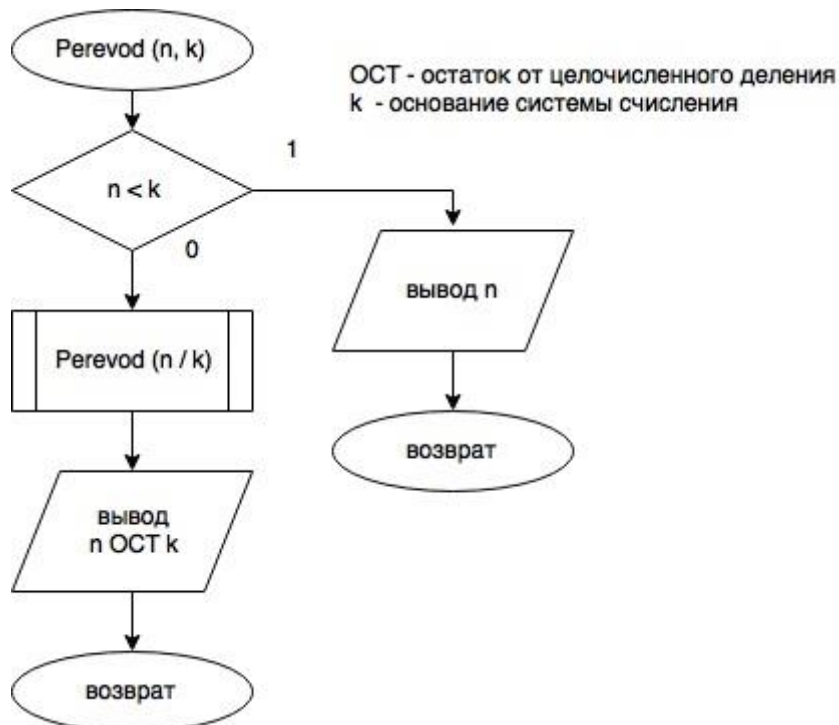 Perevod (n, k)
ОСТ - остаток от целочисленного деления
k - основание системы счисления
1
n < k
0
вывод n
Perevod (n / k)
возврат
вывод
n ОСТ k
возврат